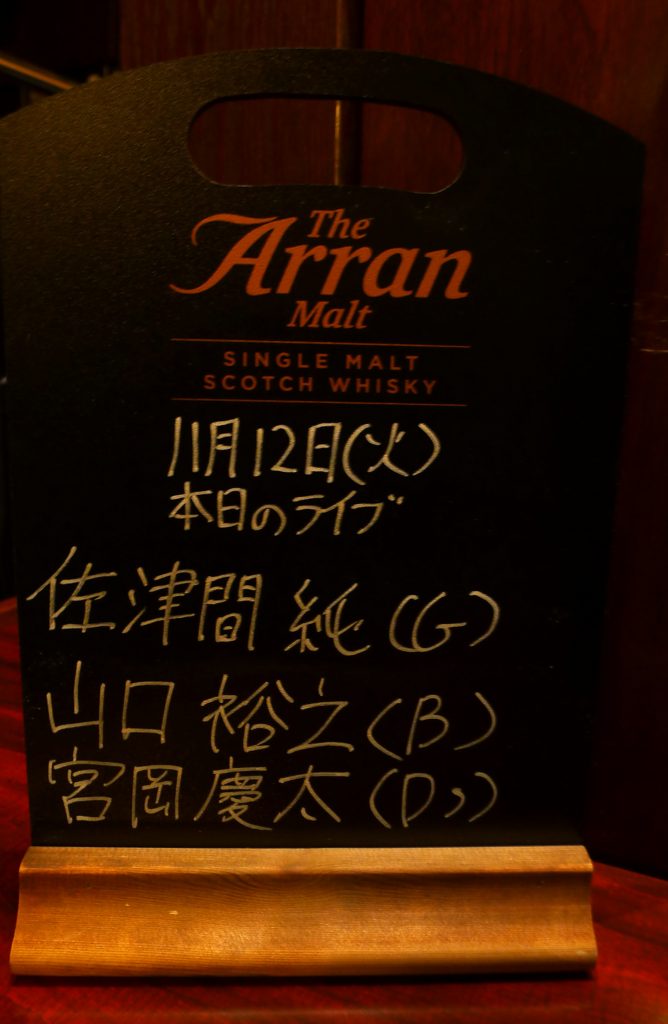 The
Arran
Malt
SINGLE MALT
SCOTCH WHISKY
11月12日(火)
本日のライブ
佐津間 純(G)
山口 裕之(B)
宮岡慶太(Ds)